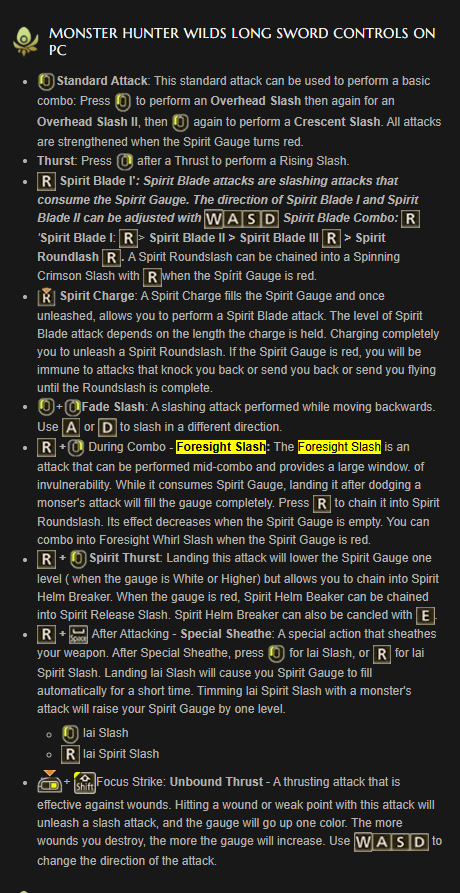 MONSTER HUNTER WILDS LONG SWORD CONTROLS ON
PC
Standard Attack: This standard attack can be used to perform a basic
combo: Press to perform an Overhead Slash then again for an
Overhead Slash II, then again to perform a Crescent Slash. All attacks
are strengthened when the Spirit Gauge turns red.
Thurst: Press after a Thrust to perform a Rising Slash.
R Spirit Blade I': Spirit Blade attacks are slashing attacks that
consume the Spirit Gauge. The direction of Spirit Blade I and Spirit
Blade II can be adjusted with W A S D Spirit Blade Combo: R
'Spirit Blade I: R > Spirit Blade II > Spirit Blade III R > Spirit
Roundlash R. A Spirit Roundslash can be chained into a Spinning
Crimson Slash with R when the Spirit Gauge is red.
R Spirit Charge: A Spirit Charge fills the Spirit Gauge and once
unleashed, allows you to perform a Spirit Blade attack. The level of Spirit
Blade attack depends on the length the charge is held. Charging completely
you to unleash a Spirit Roundslash. If the Spirit Gauge is red, you will be
immune to attacks that knock you back or send you back or send you flying
until the Roundslash is complete.
+ Fade Slash: A slashing attack performed while moving backwards.
Use A or D to slash in a different direction.
R + During Combo - Foresight Slash: The Foresight Slash is an
attack that can be performed mid-combo and provides a large window. of
invulnerability. While it consumes Spirit Gauge, landing it after dodging a
monser's attack will fill the gauge completely. Press R to chain it into Spirit
Roundslash. Its effect decreases when the Spirit Gauge is empty. You can
combo into Foresight Whirl Slash when the Spirit Gauge is red.
R + Spirit Thurst: Landing this attack will lower the Spirit Gauge one
level ( when the gauge is White or Higher) but allows you to chain into Spirit
Helm Breaker. When the gauge is red, Spirit Helm Beaker can be chained
into Spirit Release Slash. Spirit Helm Breaker can also be cancled with E.
R + Space After Attacking - Special Sheathe: A special action that sheathes
your weapon. After Special Sheathe, press for Iai Slash, or R for Iai
Spirit Slash. Landing Iai Slash will cause you Spirit Gauge to fill
automatically for a short time. Timming Iai Spirit Slash with a monster's
attack will raise your Spirit Gauge by one level.
Iai Slash
R Iai Spirit Slash
+ Shift Focus Strike: Unbound Thrust - A thrusting attack that is
effective against wounds. Hitting a wound or weak point with this attack will
unleash a slash attack, and the gauge will go up one color. The more
wounds you destroy, the more the gauge will increase. Use W A S D to
change the direction of the attack.